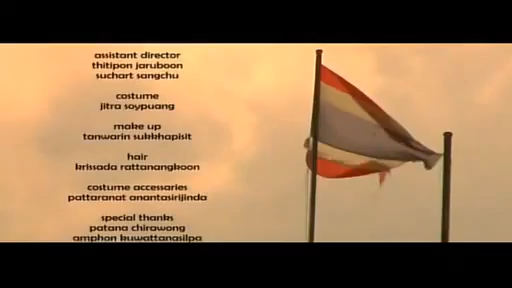 assistant director
thitipon jaruboon
suchart sangchu
costume
jitra soypuang
make up
tanwarin sukkhapisit
hair
krissada rattanangkoon
costume accessaries
pattaranat anantasirijinda
special thanks
patana chirawong
amphon kuwattanasilpa